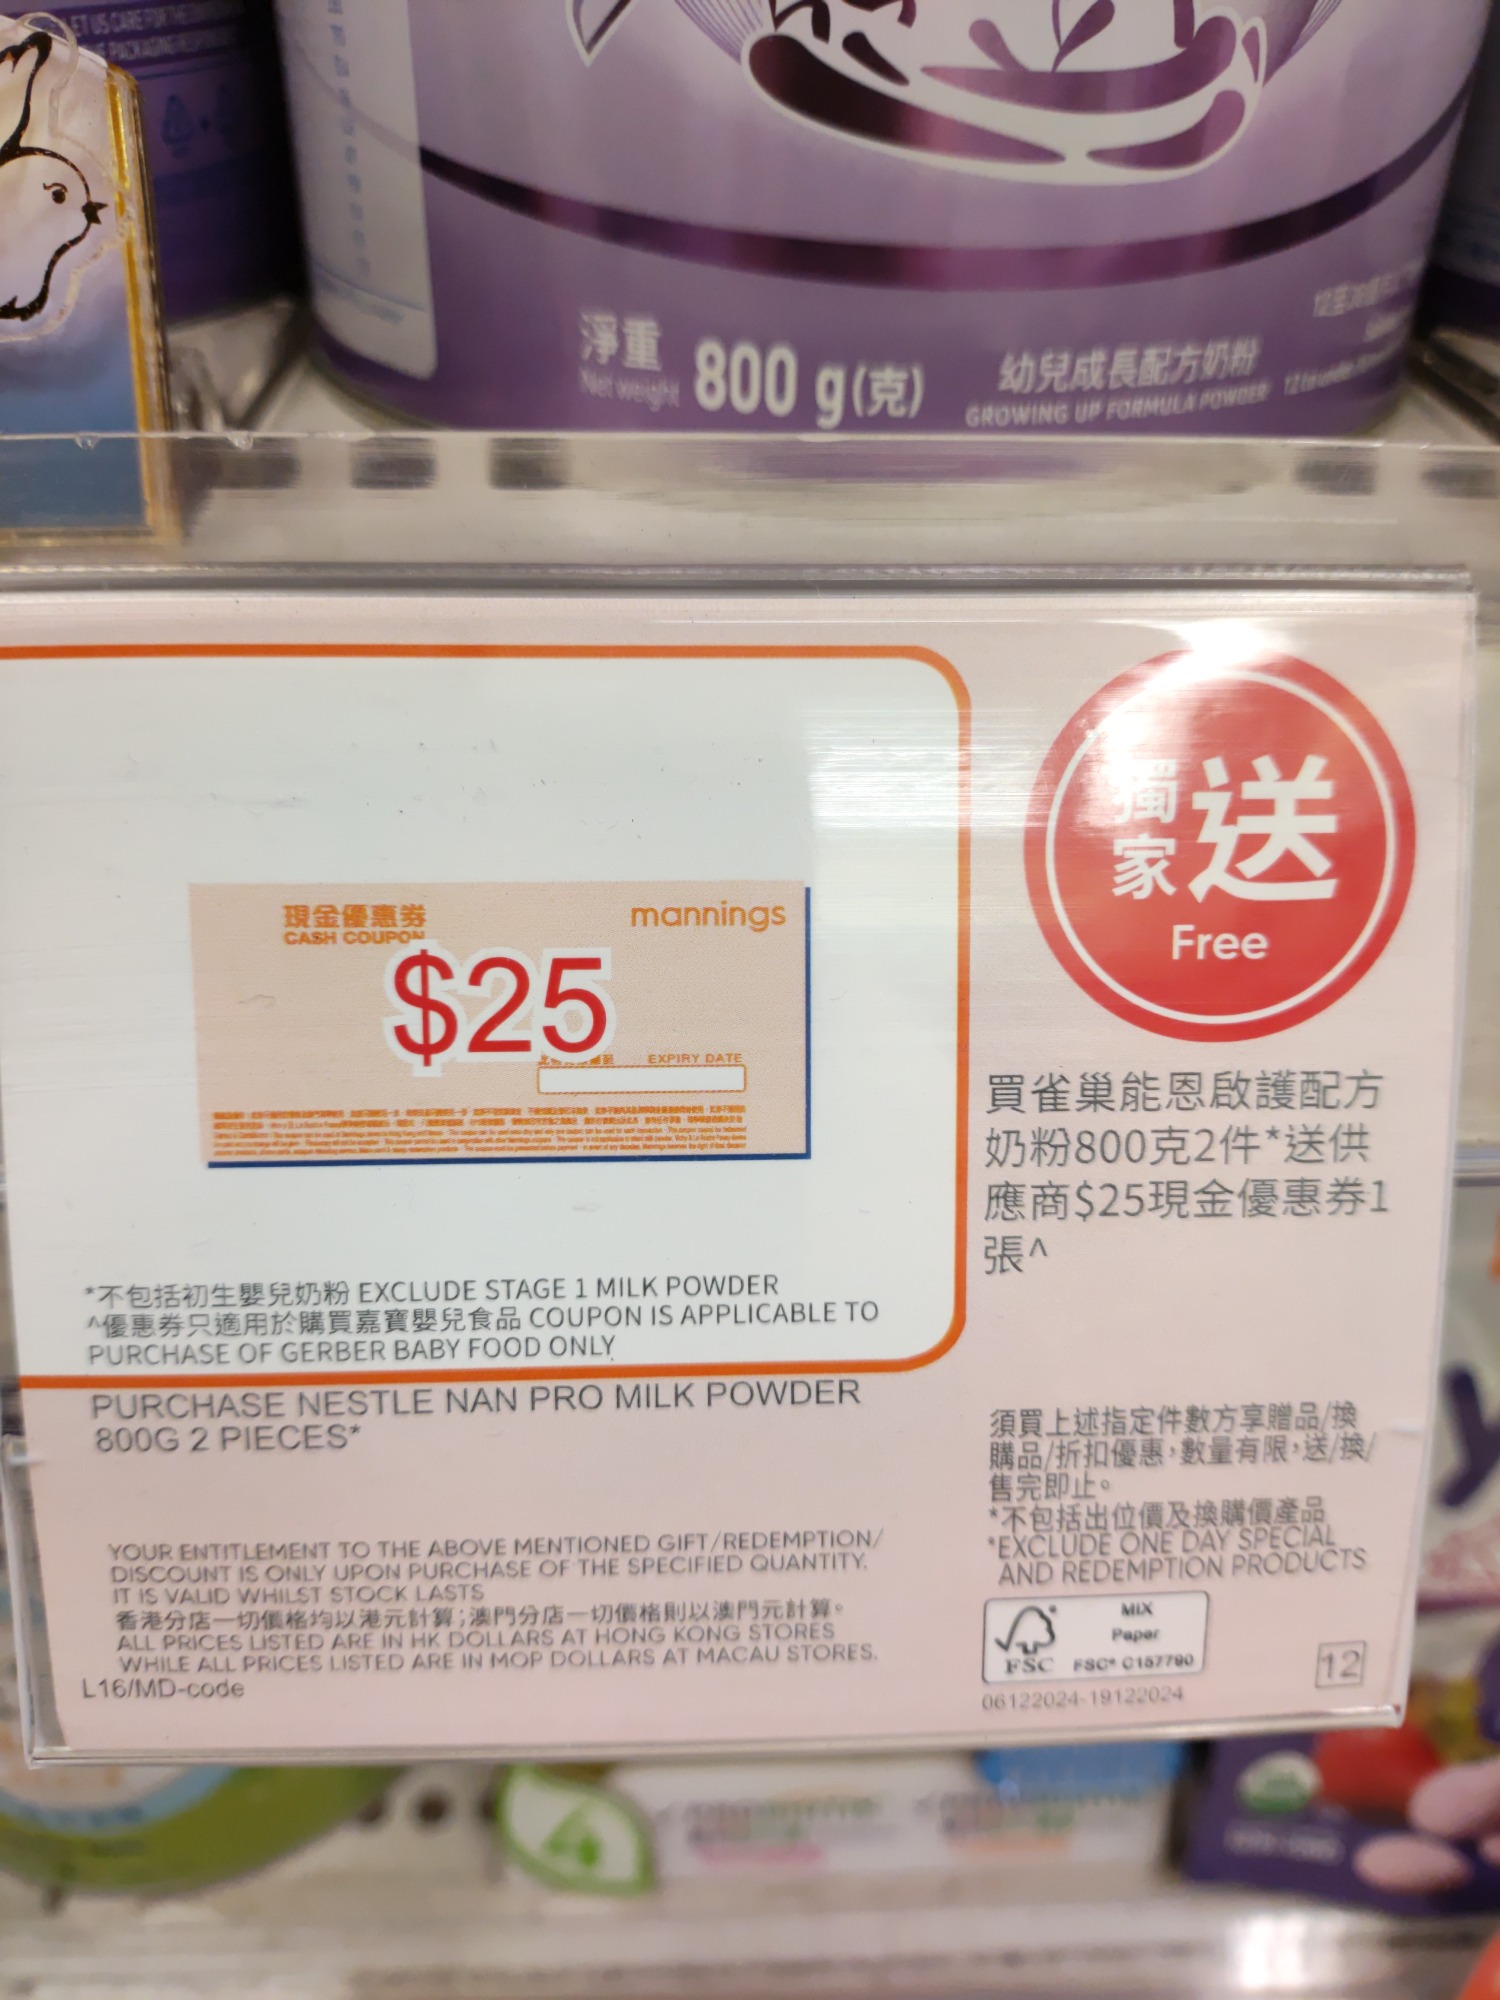 LET US CARE FOR THE
淨重
Net weight
800 g(克)
幼兒成長配方奶粉
GROWING UP FORMULA POWDER
獨家
送
Free
現金優惠券
CASH COUPON
mannings
$25
EXPIRY DATE
買雀巢能恩啟護配方
奶粉800克2件*送供
應商$25現金優惠券1
張^
*不包括初生嬰兒奶粉 EXCLUDE STAGE 1 MILK POWDER
^優惠券只適用於購買嘉寶嬰兒食品 COUPON IS APPLICABLE TO
PURCHASE OF GERBER BABY FOOD ONLY
PURCHASE NESTLE NAN PRO MILK POWDER
800G 2 PIECES*
須買上述指定件數方享贈品/換
購品/折扣優惠,數量有限,送/換/
售完即止。
*不包括出位價及換購價產品
*EXCLUDE ONE DAY SPECIAL
AND REDEMPTION PRODUCTS
YOUR ENTITLEMENT TO THE ABOVE MENTIONED GIFT/REDEMPTION/
DISCOUNT IS ONLY UPON PURCHASE OF THE SPECIFIED QUANTITY.
IT IS VALID WHILST STOCK LASTS
香港分店一切價格均以港元計算;澳門分店一切價格則以澳門元計算。
ALL PRICES LISTED ARE IN HK DOLLARS AT HONG KONG STORES
WHILE ALL PRICES LISTED ARE IN MOP DOLLARS AT MACAU STORES.
L16/MD-code
FSC
MIX
Paper
FSC® C157790
12
06122024-19122024